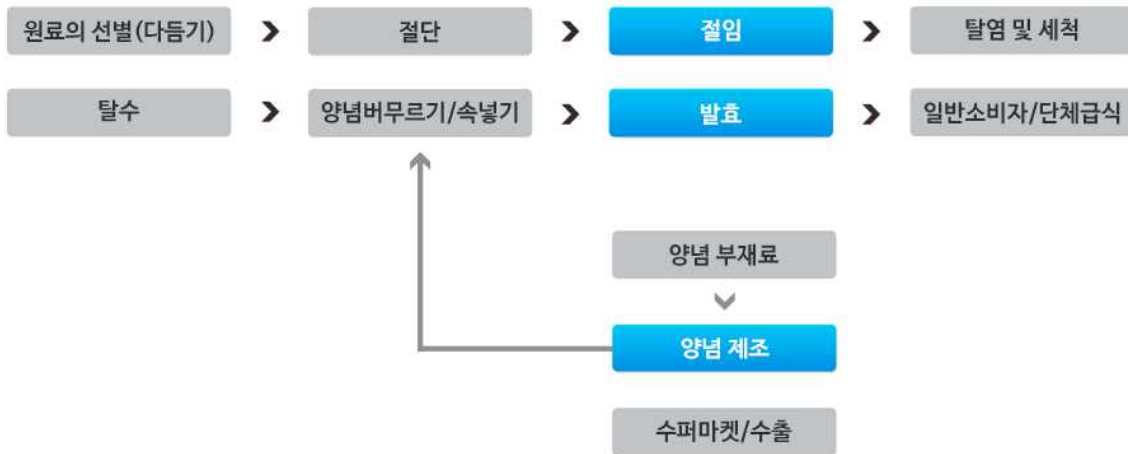 원료의 선별(다듬기) 절단 절임 탈염 및 세척
탈수 양념버무르기/속넣기 발효 일반소비자/단체급식
양념 부재료
양념 제조
수퍼마켓/수출